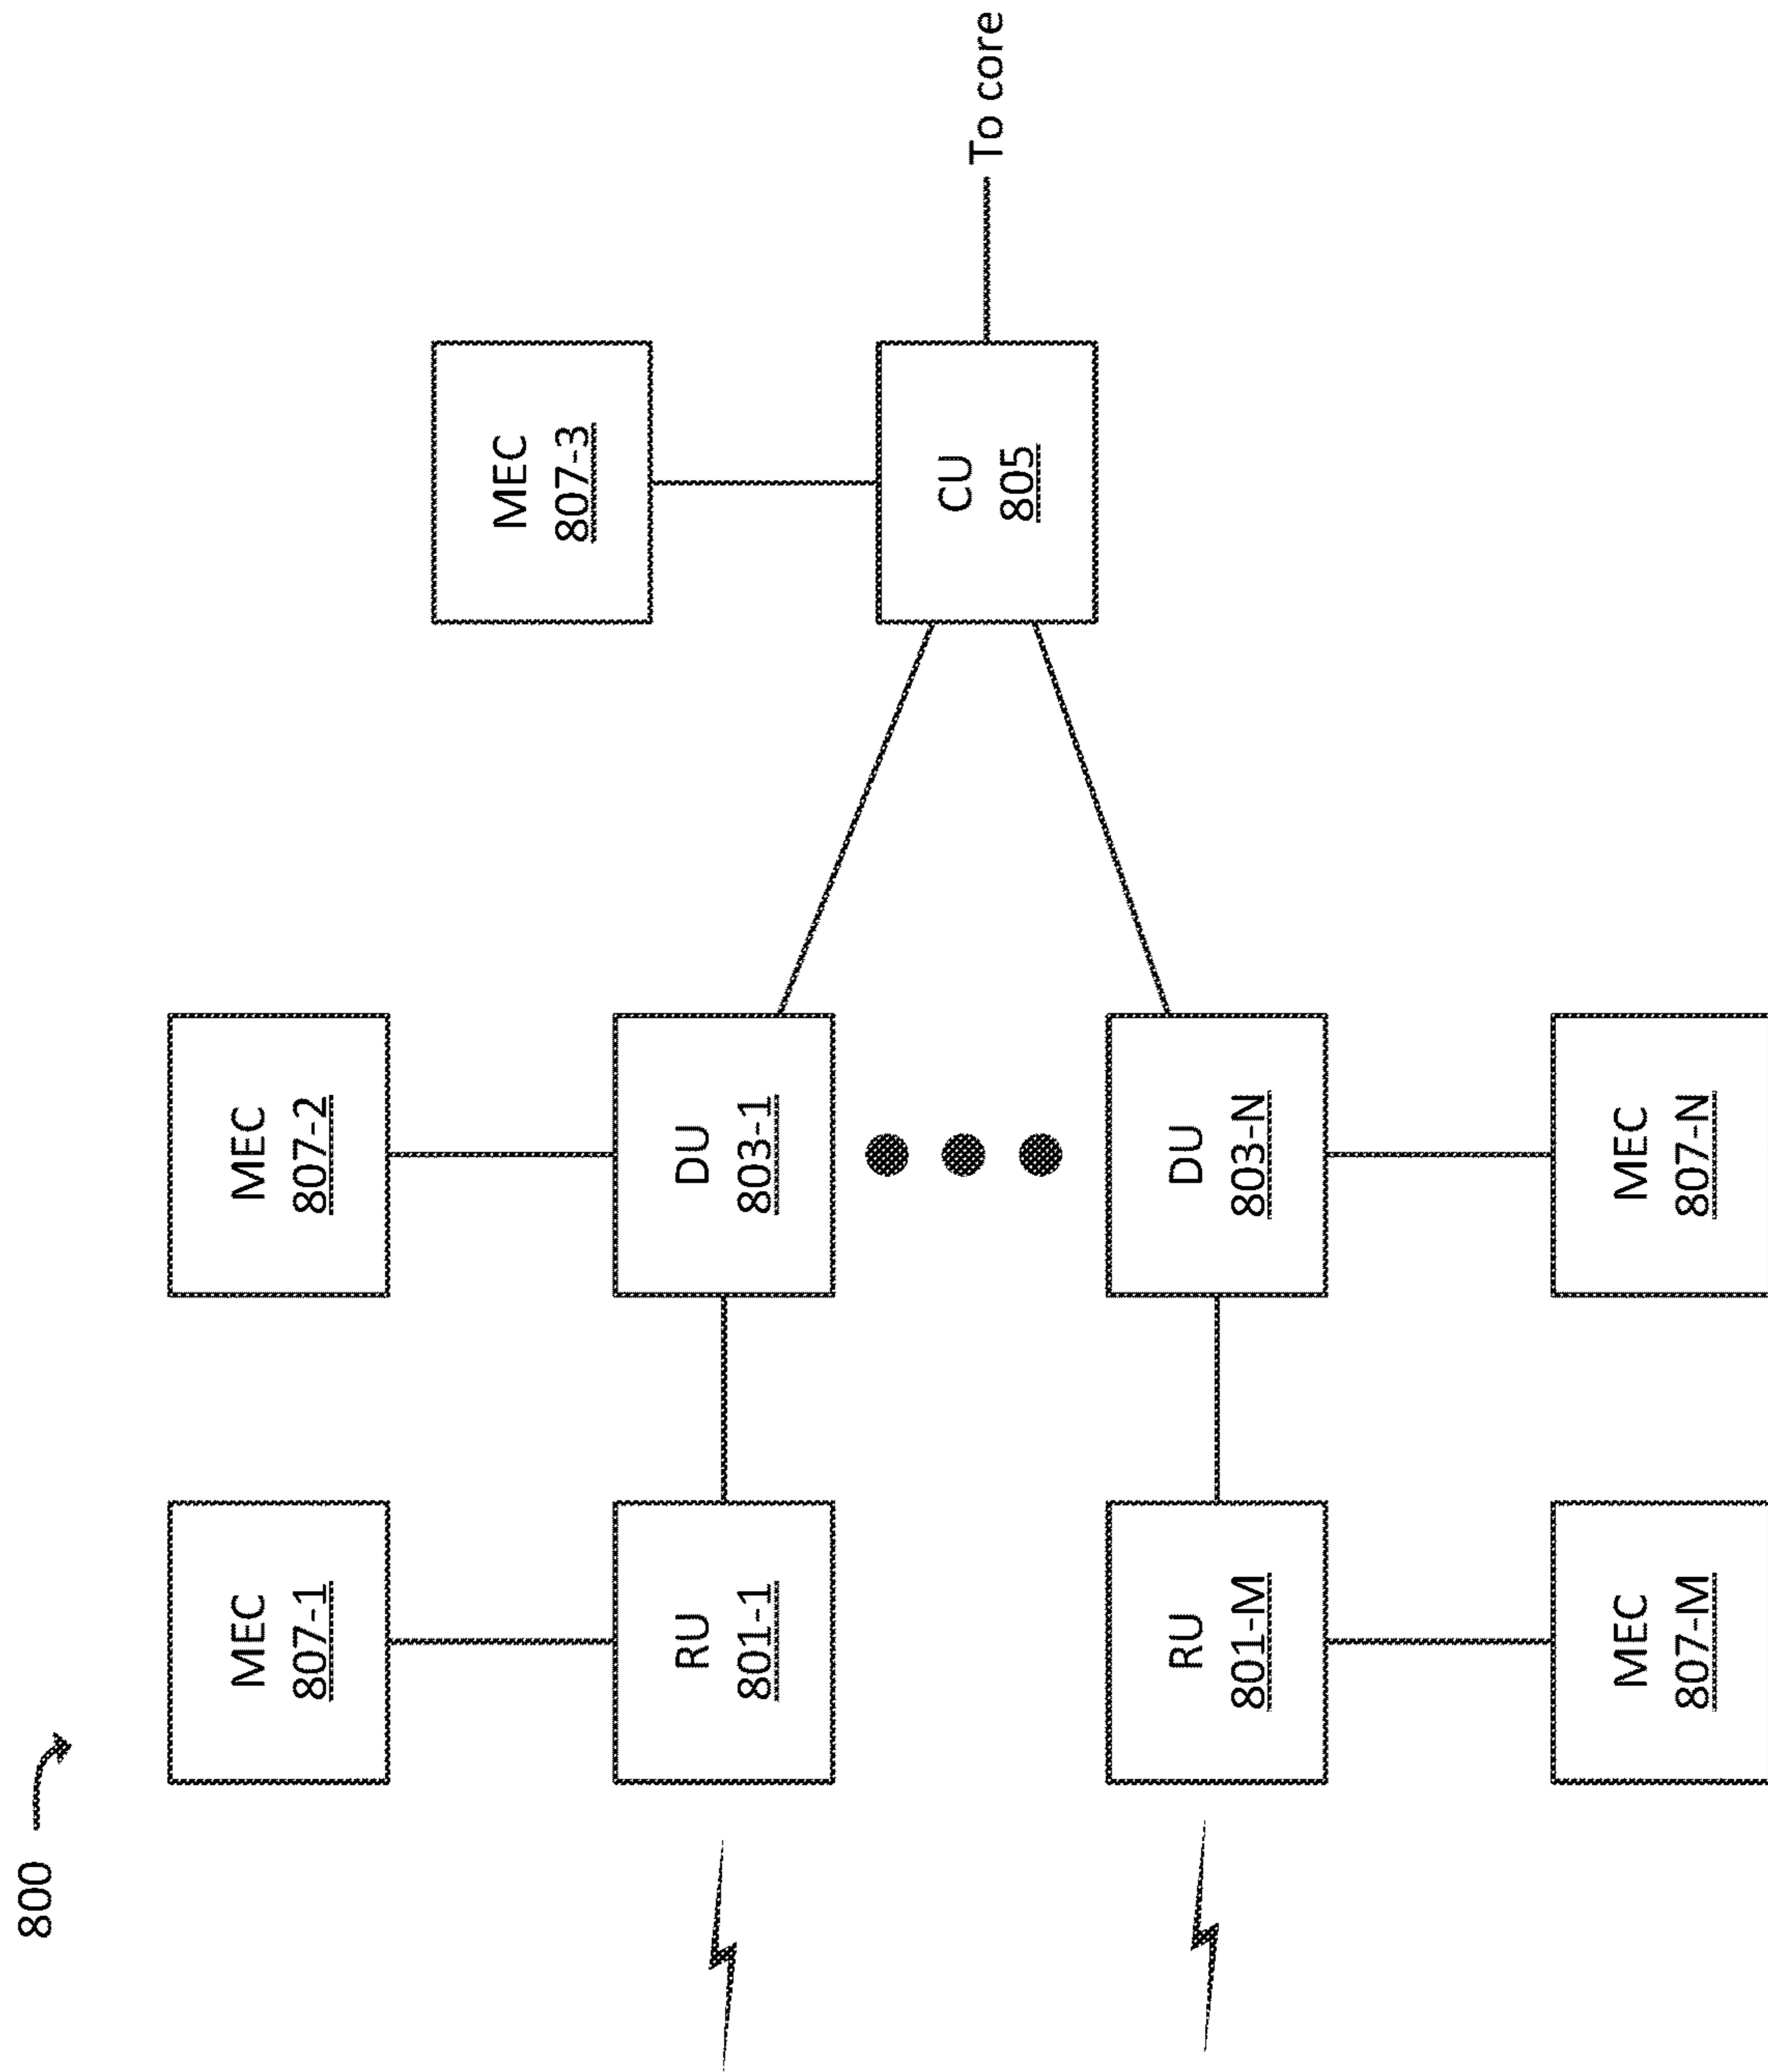 800
MEC
807-1
MEC
807-2
MEC
807-3
RU
801-1
DU
803-1
CU
805
To core
RU
801-M
DU
803-N
MEC
807-M
MEC
807-N